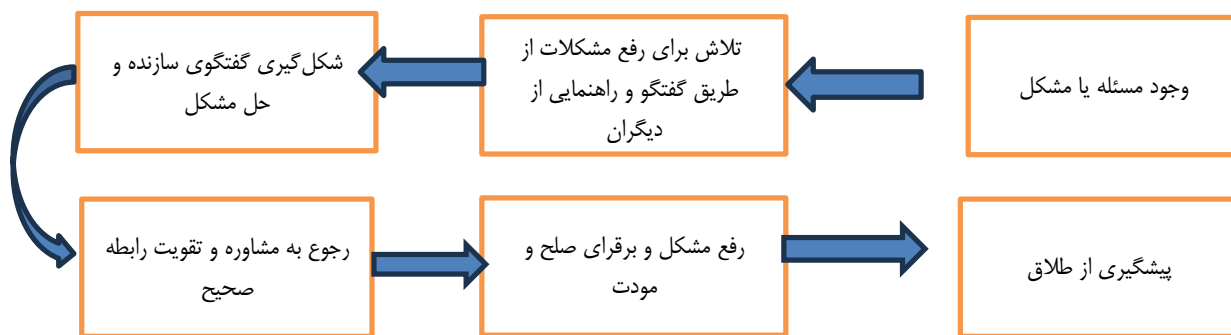 وجود مسئله یا مشکل
تلاش برای رفع مشکلات از
طریق گفتگو و راهنمایی از
دیگران
شکل‌گیری گفتگوی سازنده و
حل مشکل
رجوع به مشاوره و تقویت رابطه
صحیح
رفع مشکل و برقرای صلح و
مودت
پیشگیری از طلاق